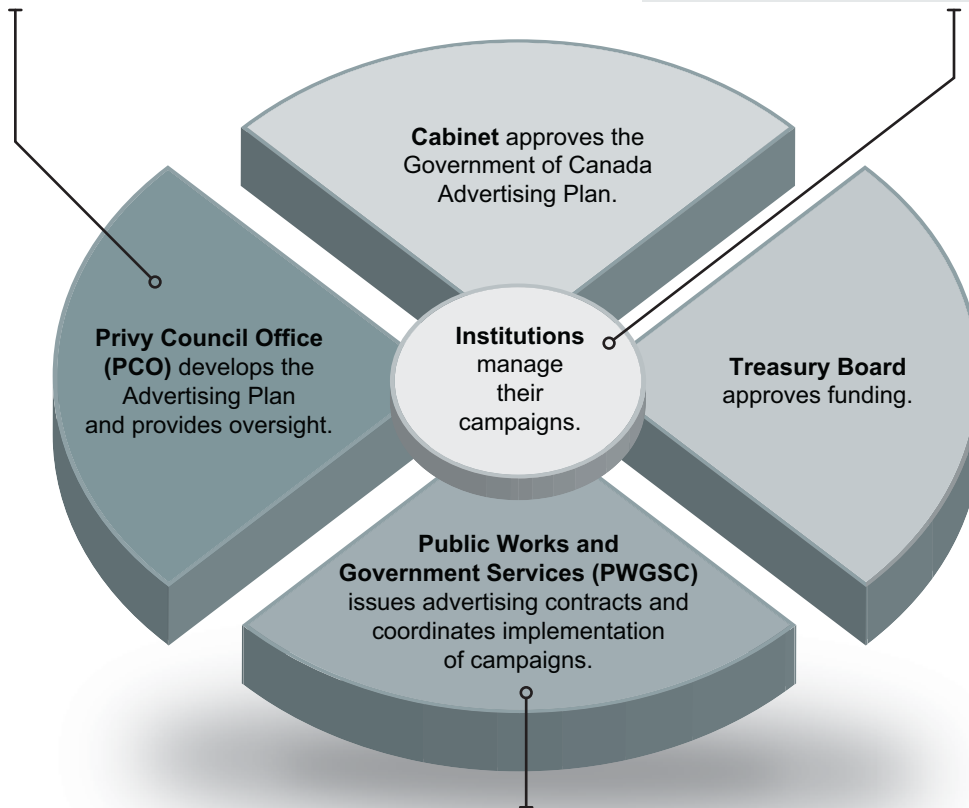 Cabinet approves the
Government of Canada
Advertising Plan.
Privy Council Office
(PCO) develops the
Advertising Plan
and provides oversight.
Institutions
manage
their
campaigns.
Treasury Board
approves funding.
Public Works and
Government Services (PWGSC)
issues advertising contracts and
coordinates implementation
of campaigns.